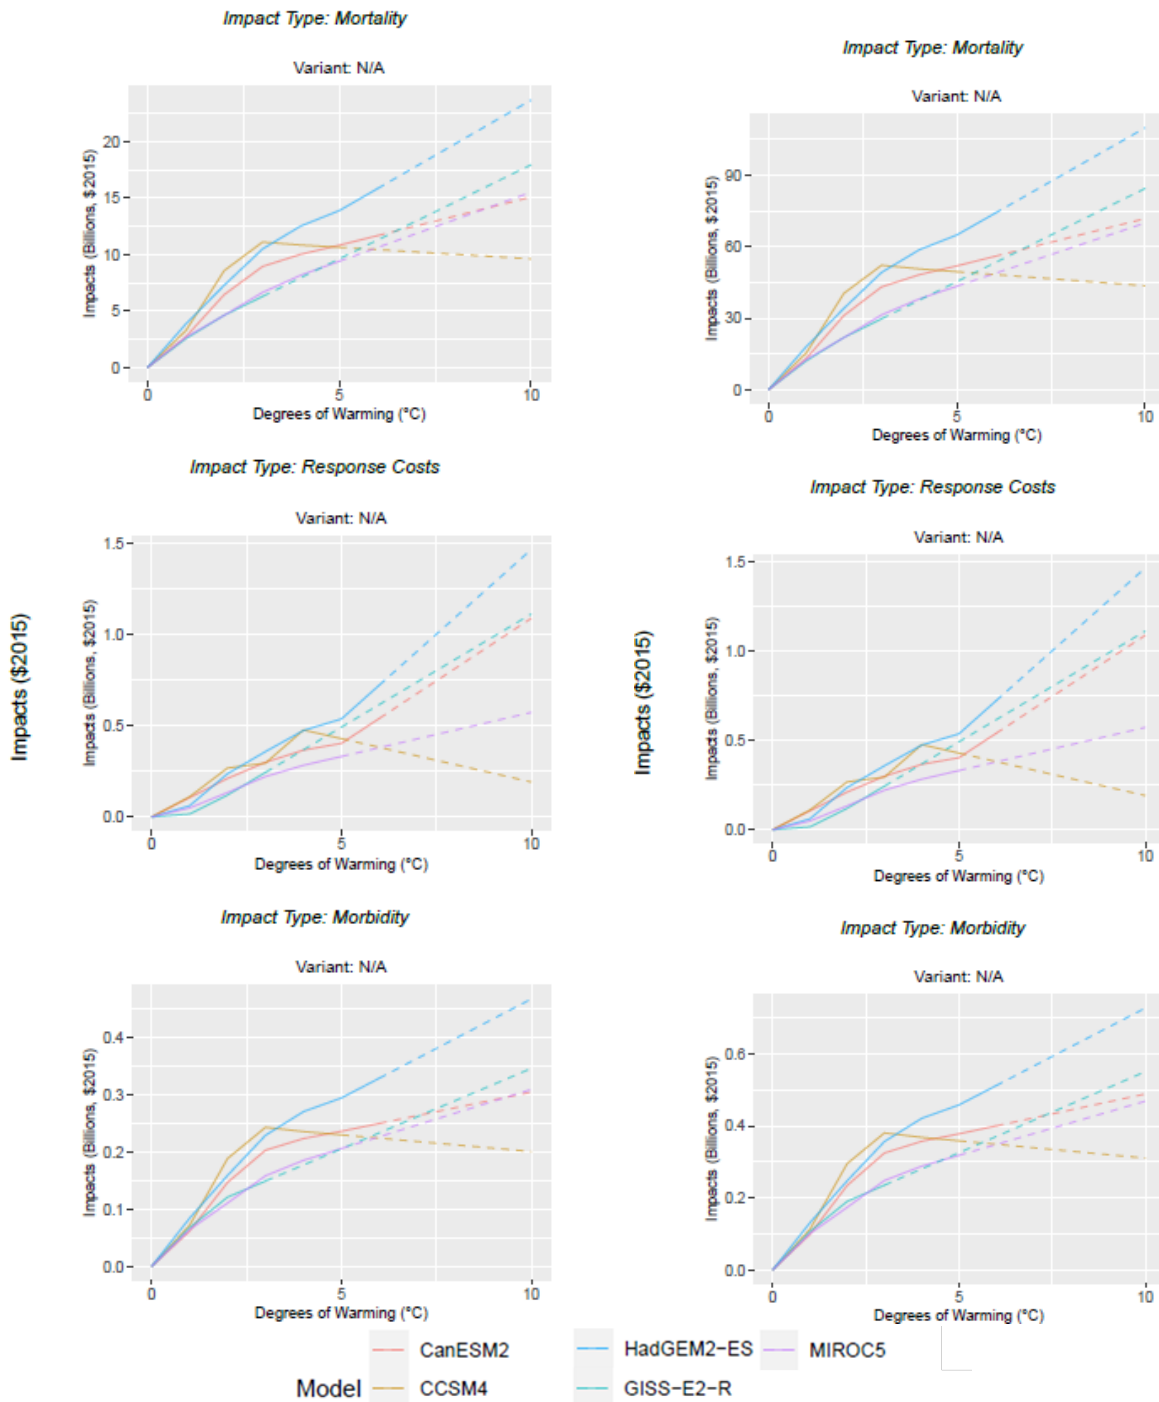 Impact Type: Mortality
Variant: N/A
Impacts (Billions, $2015)
20
15
10
5
0
0 5 10
Degrees of Warming (°C)
Impact Type: Mortality
Variant: N/A
Impacts (Billions, $2015)
90
60
30
0
0 5 10
Degrees of Warming (°C)
Impacts ($2015)
Impact Type: Response Costs
Variant: N/A
Impacts (Billions, $2015)
1.5
1.0
0.5
0.0
0 5 10
Degrees of Warming (°C)
Impacts ($2015)
Impact Type: Response Costs
Variant: N/A
Impacts (Billions, $2015)
1.5
1.0
0.5
0.0
0 5 10
Degrees of Warming (°C)
Impact Type: Morbidity
Variant: N/A
Impacts (Billions, $2015)
0.4
0.3
0.2
0.1
0.0
0 5 10
Degrees of Warming (°C)
Impact Type: Morbidity
Variant: N/A
Impacts (Billions, $2015)
0.6
0.4
0.2
0.0
0 5 10
Degrees of Warming (°C)
Model
CanESM2
CCSM4
HadGEM2-ES
GISS-E2-R
MIROC5